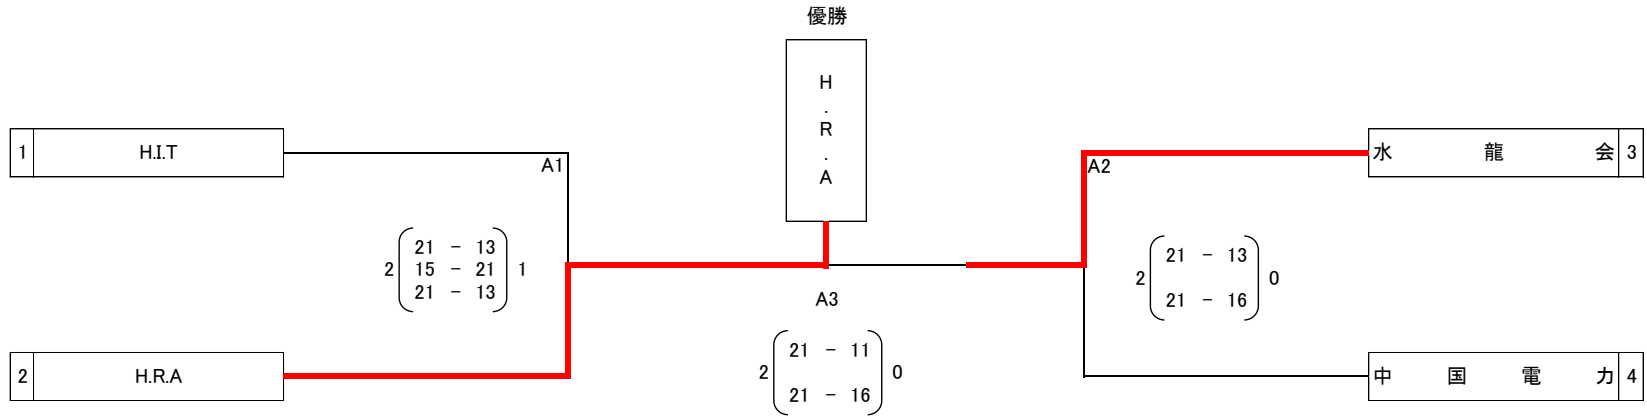 優勝
H.R.A
1 H.I.T
A1
A2
水龍会 3
2 21 - 13 1
15 - 21
21 - 13
2 21 - 13 0
21 - 16
A3
2 21 - 11 0
21 - 16
2 H.R.A
中国電力 4